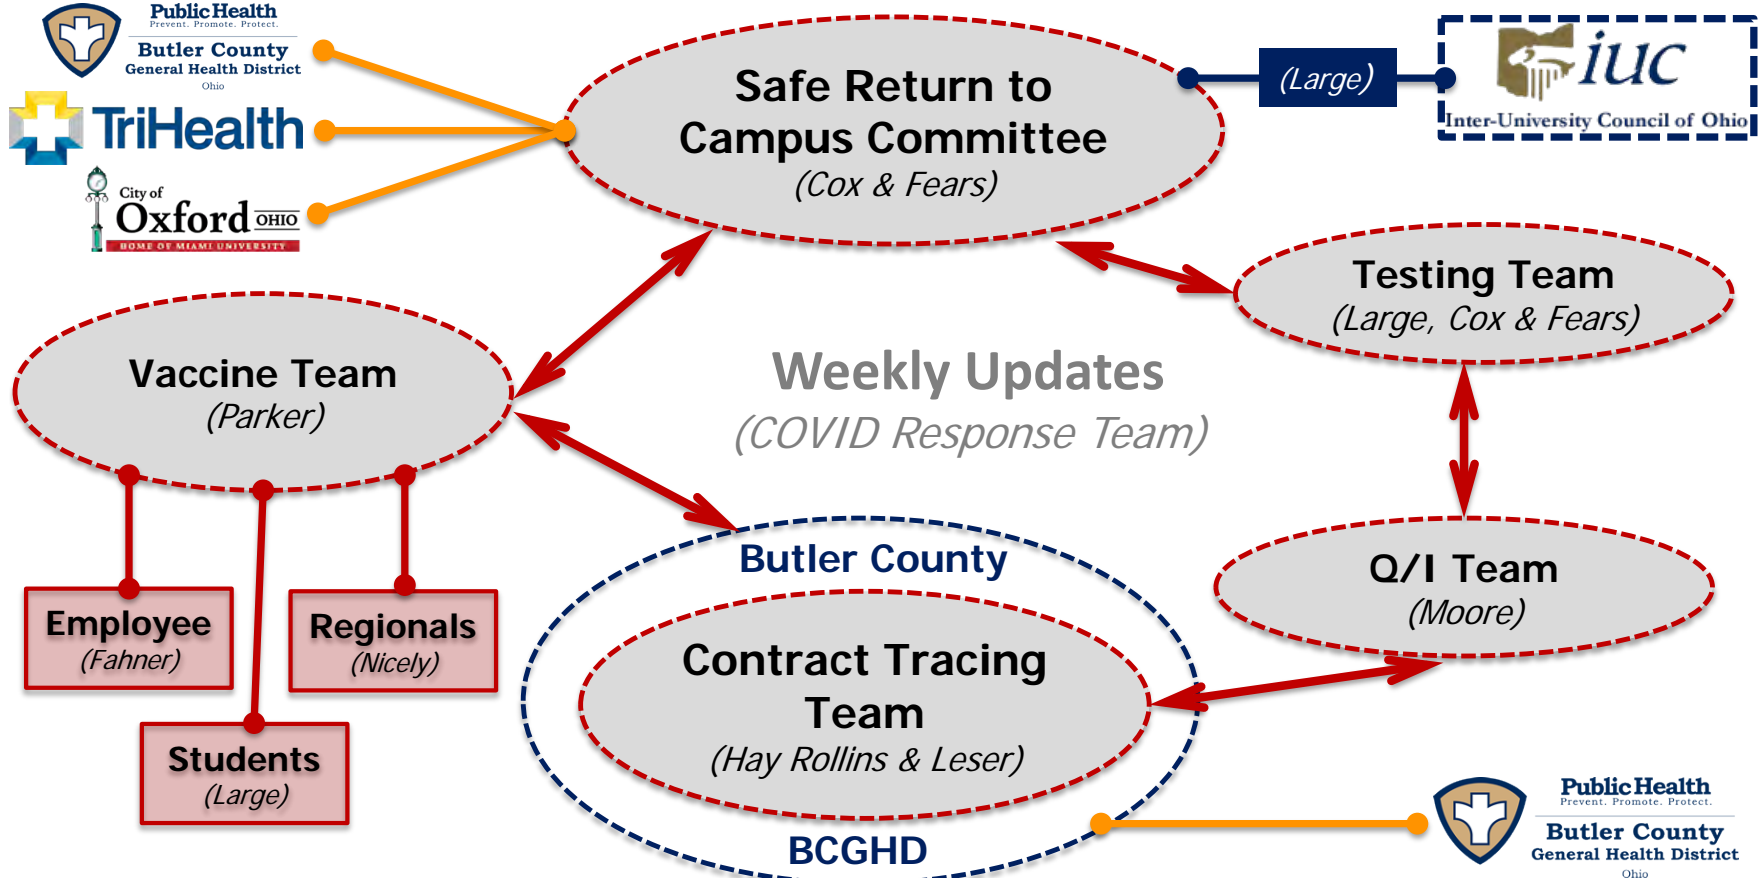 Public Health
Prevent. Promote. Protect.
Butler County
General Health District
Ohio
TriHealth
City of
Oxford OHIO
HOME OF MIAMI UNIVERSITY
Safe Return to
Campus Committee
(Cox & Fears)
(Large)
iuc
Inter-University Council of Ohio
Testing Team
(Large, Cox & Fears)
Vaccine Team
(Parker)
Weekly Updates
(COVID Response Team)
Employee
(Fahner)
Regionals
(Nicely)
Students
(Large)
Butler County
Contract Tracing
Team
(Hay Rollins & Leser)
BCGHD
Q/I Team
(Moore)
Public Health
Prevent. Promote. Protect.
Butler County
General Health District
Ohio